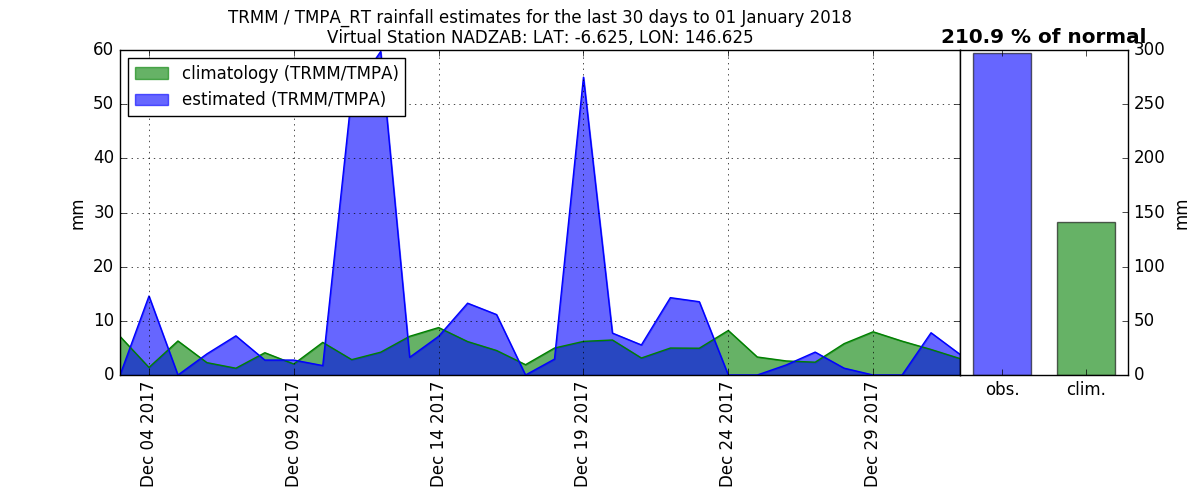 TRMM / TMPA_RT rainfall estimates for the last 30 days to 01 January 2018
Virtual Station NADZAB: LAT: -6.625, LON: 146.625
210.9 % of normal
climatology (TRMM/TMPA)
estimated (TRMM/TMPA)
60
50
40
30
20
10
0
mm
Dec 04 2017
Dec 09 2017
Dec 14 2017
Dec 19 2017
Dec 24 2017
Dec 29 2017
obs.
clim.
300
250
200
150
100
50
0
mm